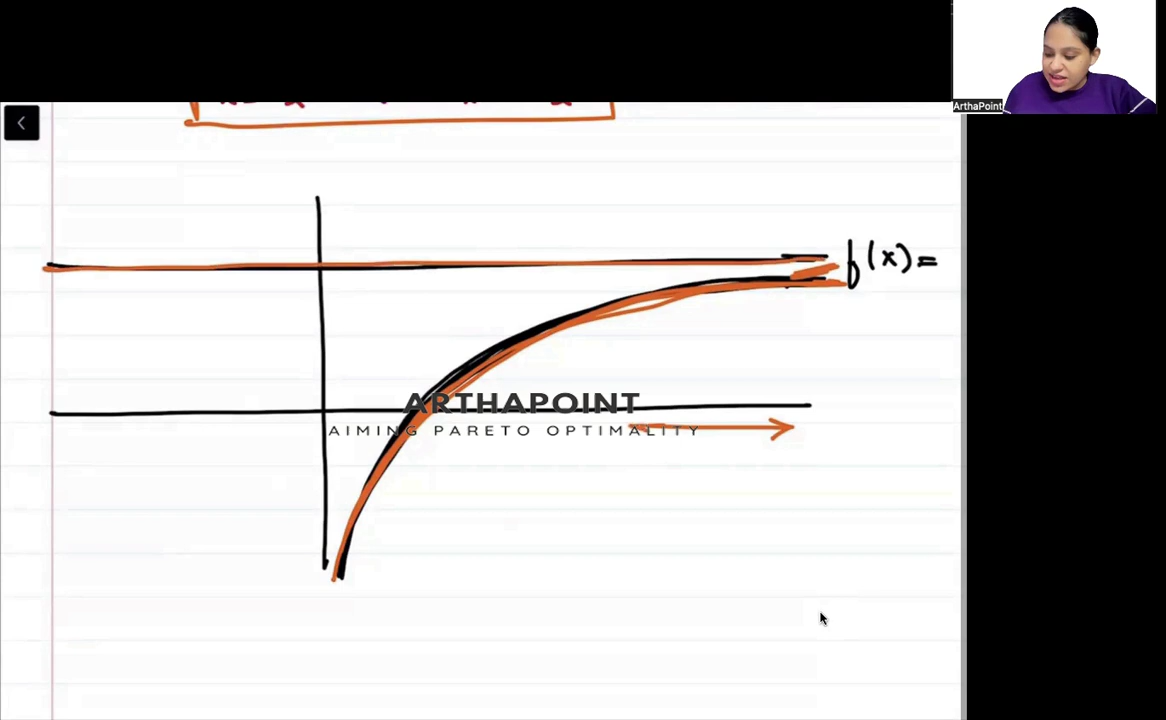 ArthaPoint
f(x) =
ARTHAPOINT
AIMING PARETO OPTIMALITY